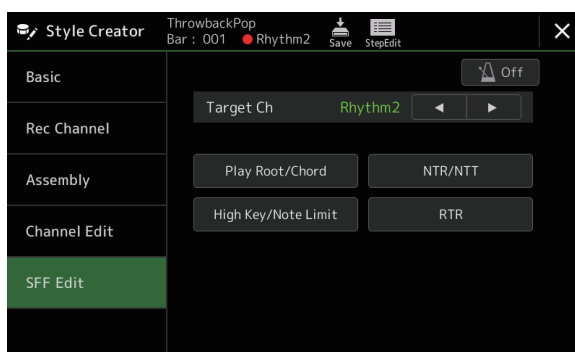 Style Creator
ThrowbackPop
Bar : 001 Rhythm2
Save
StepEdit
Basic
Off
Target Ch Rhythm2
Rec Channel
Assembly
Play Root/Chord
NTR/NTT
Channel Edit
High Key/Note Limit
RTR
SFF Edit